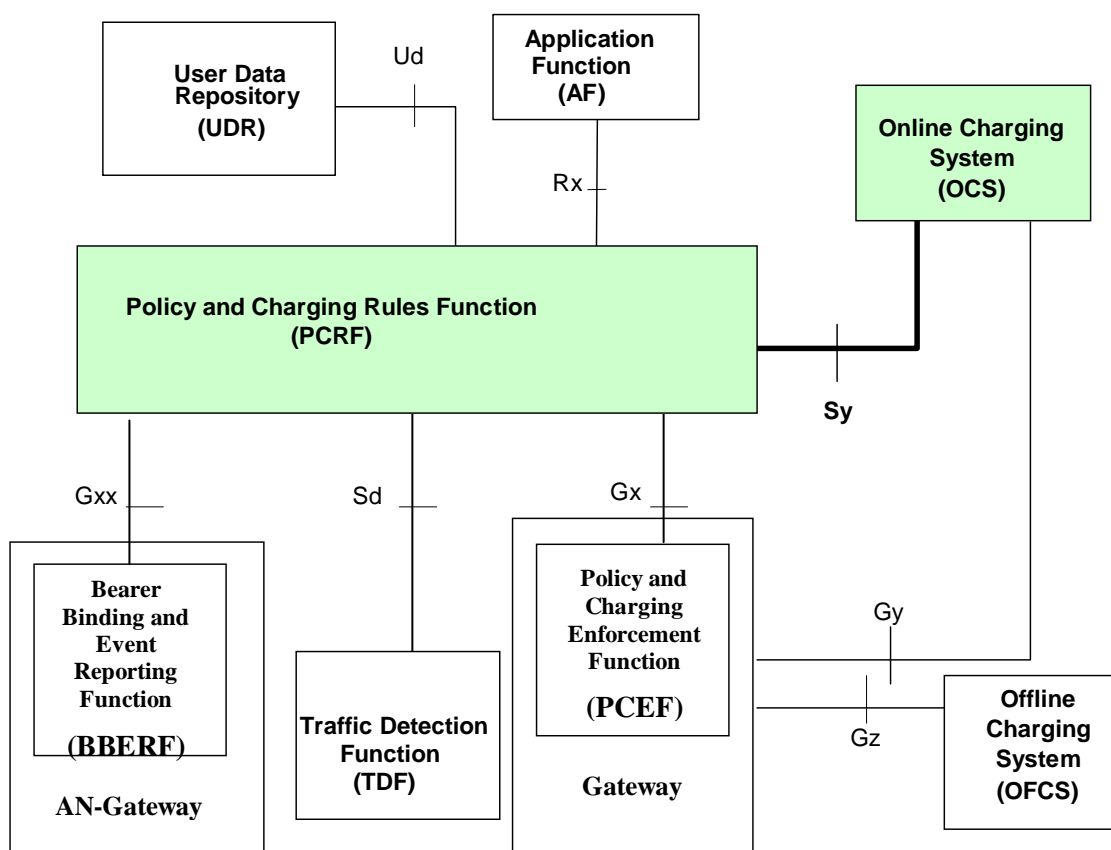 User Data
Repository
(UDR)
Ud
Application
Function
(AF)
Rx
Online Charging
System
(OCS)
Policy and Charging Rules Function
(PCRF)
Sy
Gxx
Sd
Gx
Bearer
Binding and
Event
Reporting
Function
(BBERF)
AN-Gateway
Traffic Detection
Function
(TDF)
Policy and
Charging
Enforcement
Function
(PCEF)
Gateway
Gy
Gz
Offline
Charging
System
(OFCS)